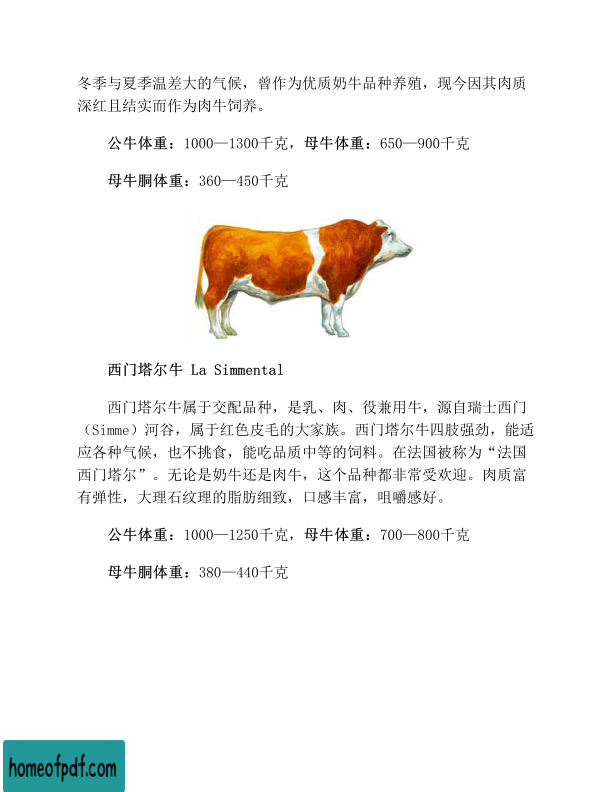 冬季与夏季温差大的气候，曾作为优质奶牛品种养殖，现今因其肉质
深红且结实而作为肉牛饲养。
公牛体重：1000—1300千克，母牛体重：650—900千克
母牛胴体重：360—450千克
西门塔尔牛 La Simmental
西门塔尔牛属于交配品种，是乳、肉、役兼用牛，源自瑞士西门
（Simme）河谷，属于红色皮毛的大家族。西门塔尔牛四肢强劲，能适
应各种气候，也不挑食，能吃品质中等的饲料。在法国被称为“法国
西门塔尔”。无论是奶牛还是肉牛，这个品种都非常受欢迎。肉质富
有弹性，大理石纹理的脂肪细致，口感丰富，咀嚼感好。
公牛体重：1000—1250千克，母牛体重：700—800千克
母牛胴体重：380—440千克
homeofpdf.com